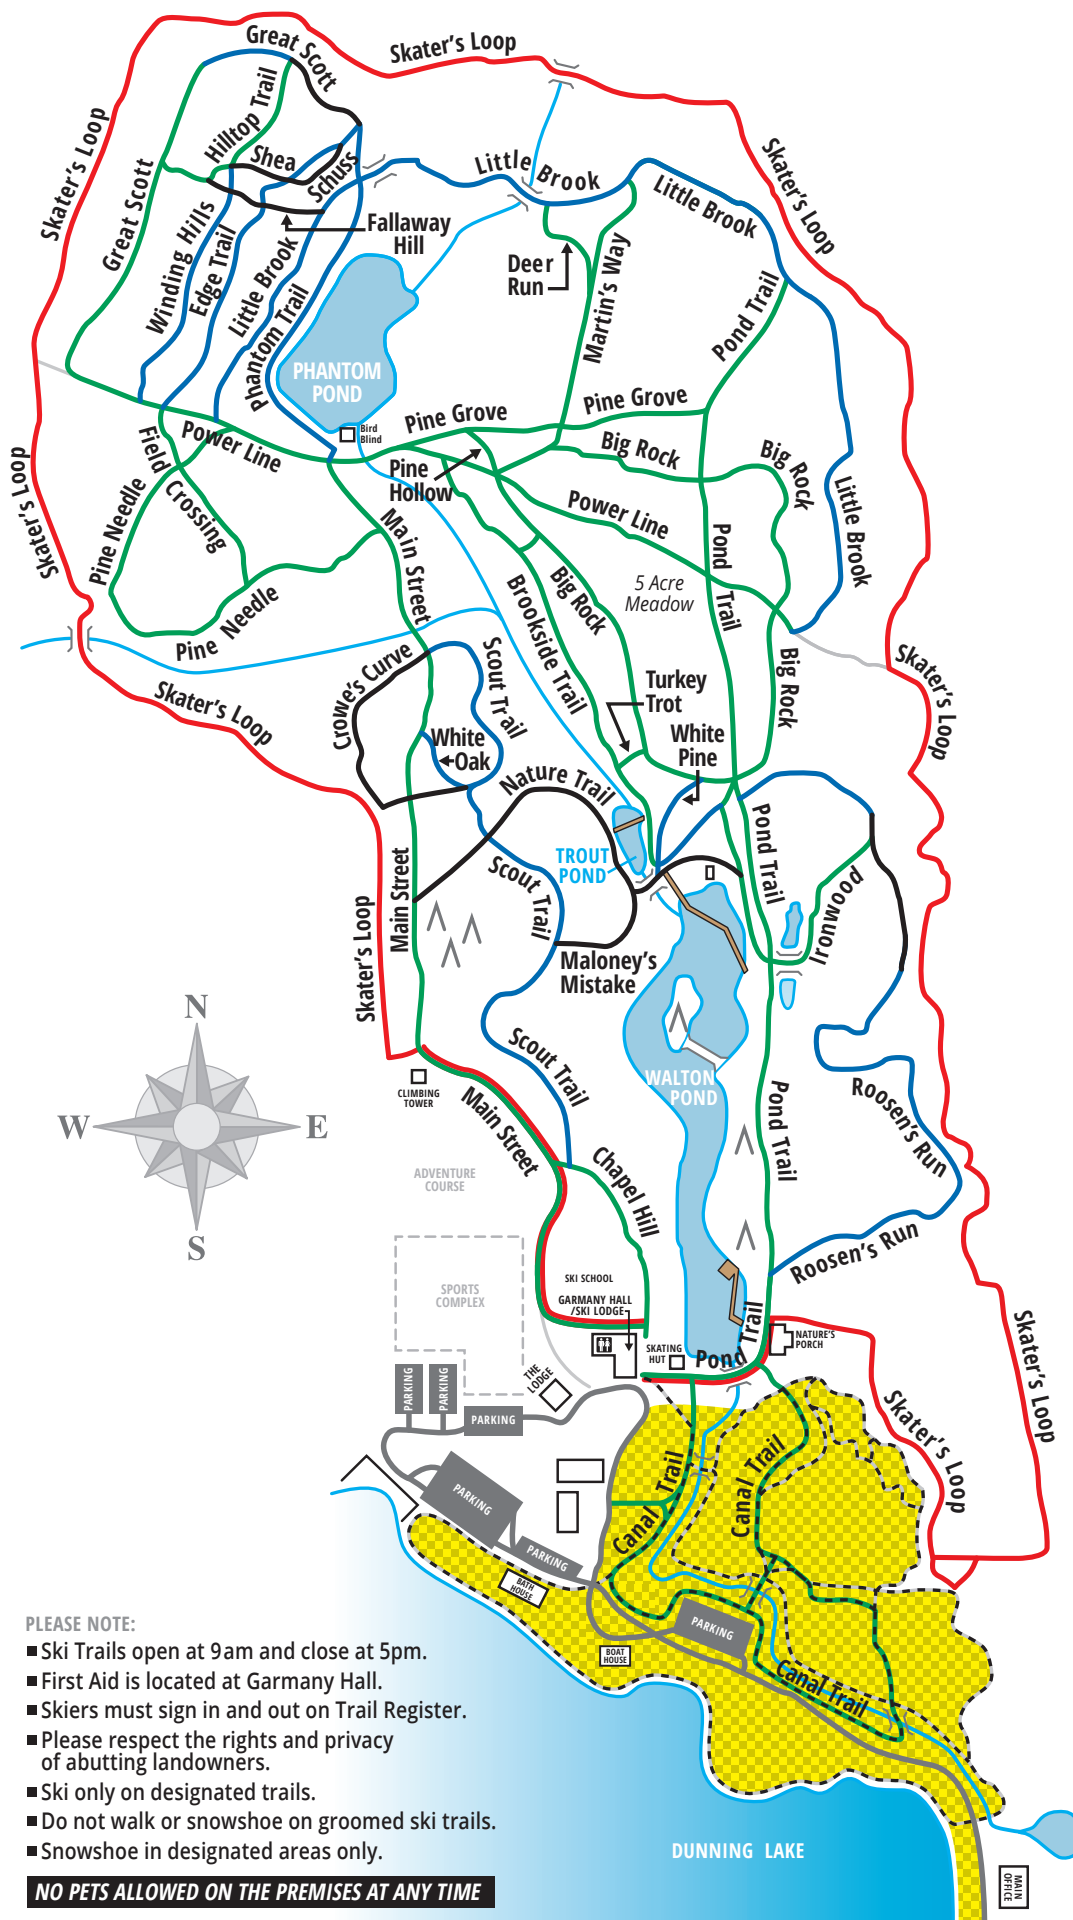 Great Scott
Skater's Loop
Skater's Loop
Great Scott
Hilltop Trail
Shea
Schuss
Little Brook
Little Brook
Skater's Loop
Fallaway
Hill
Winding Hills
Edge Trail
Little Brook
Phantom Trail
Deer
Run
Martin's Way
Pond Trail
PHANTOM
POND
Bird
Blind
Pine Grove
Pine Grove
Power Line
Field Crossing
Pine
Hollow
Big Rock
Big Rock
Skater's Loop
Pine Needle
Main Street
Power Line
Pond Trail
Little Brook
Brookside Trail
Big Rock
5 Acre
Meadow
Pine Needle
Crowe's Curve
Scout Trail
Turkey
Trot
White
Pine
Big Rock
Skater's Loop
Skater's Loop
White
Oak
Nature Trail
TROUT
POND
Pond Trail
Main Street
Scout Trail
Ironwood
Skater's Loop
Maloney's
Mistake
N
W
E
S
Scout Trail
WALTON
POND
CLIMBING
TOWER
Main Street
Pond Trail
Roosen's Run
ADVENTURE
COURSE
Chapel Hill
Roosen's Run
SPORTS
COMPLEX
SKI SCHOOL
GARMANY HALL
/SKI LODGE
SKATING
HUT
Pond Trail
NATURE'S
PORCH
Skater's Loop
THE
LODGE
PARKING
PARKING
PARKING
Skater's Loop
Canal Trail
Canal Trail
PARKING
PARKING
BATH
HOUSE
PARKING
BOAT
HOUSE
Canal Trail
PLEASE NOTE:
■ Ski Trails open at 9am and close at 5pm.
■ First Aid is located at Garmany Hall.
■ Skiers must sign in and out on Trail Register.
■ Please respect the rights and privacy
of abutting landowners.
■ Ski only on designated trails.
■ Do not walk or snowshoe on groomed ski trails.
■ Snowshoe in designated areas only.
NO PETS ALLOWED ON THE PREMISES AT ANY TIME
DUNNING LAKE
MAIN
OFFICE